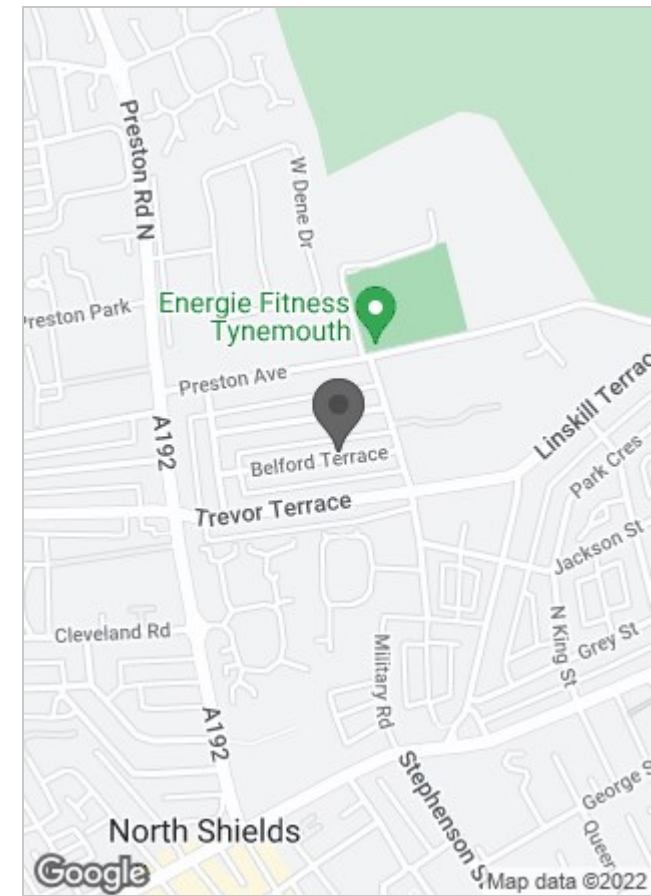 Preston Rd N
W Dene Dr
Preston Park
Energie Fitness
Tynemouth
Preston Ave
A192
Linskill Terrac
Belford Terrace
Park Cres
Trevor Terrace
Jackson St
Cleveland Rd
Military Rd
N King St
Grey St
A192
Stephenson S
George S
Queer
North Shields
Google
Map data ©2022